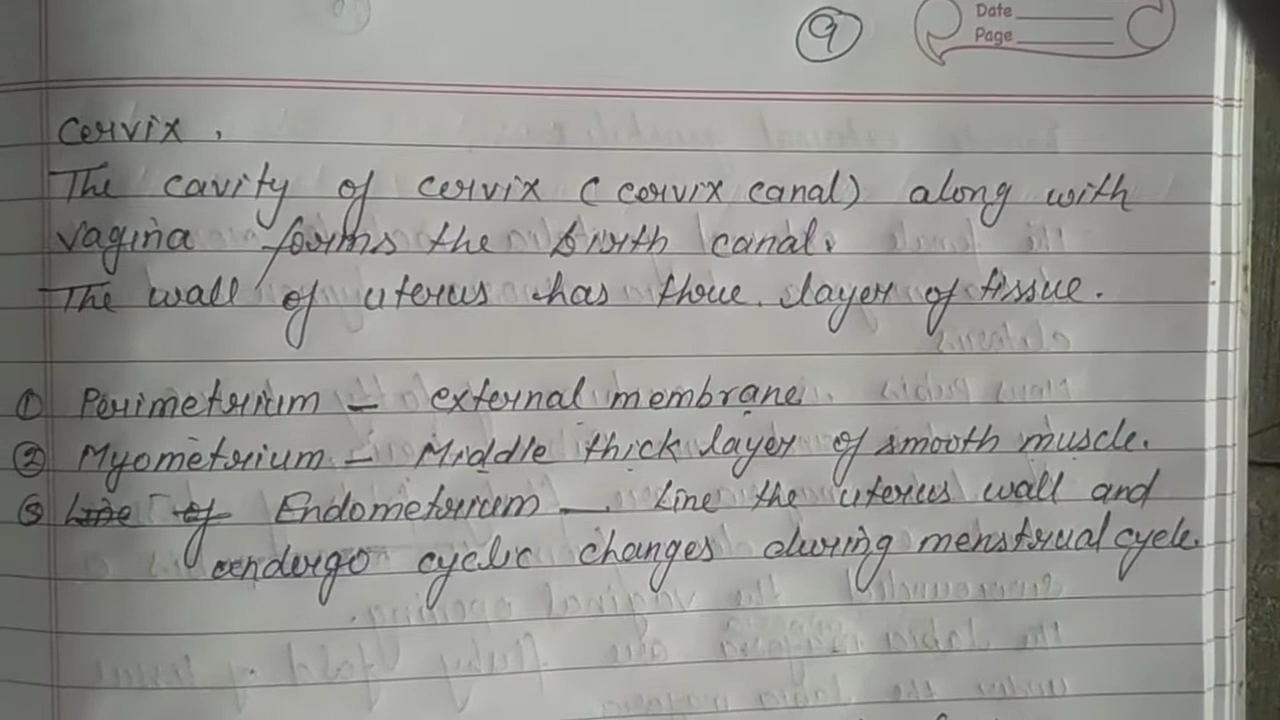 9
Date
Page
Cervix,
The cavity of cervix (cervix canal) along with
vagina forms the birth canal.
The wall of uterus has three layer of tissue.
① Perimetrium - external membrane.
② Myometrium - Middle thick layer of smooth muscle.
③ Line of Endometrium - Line the uterus wall and
undergo cyclic changes during menstrual cycle.